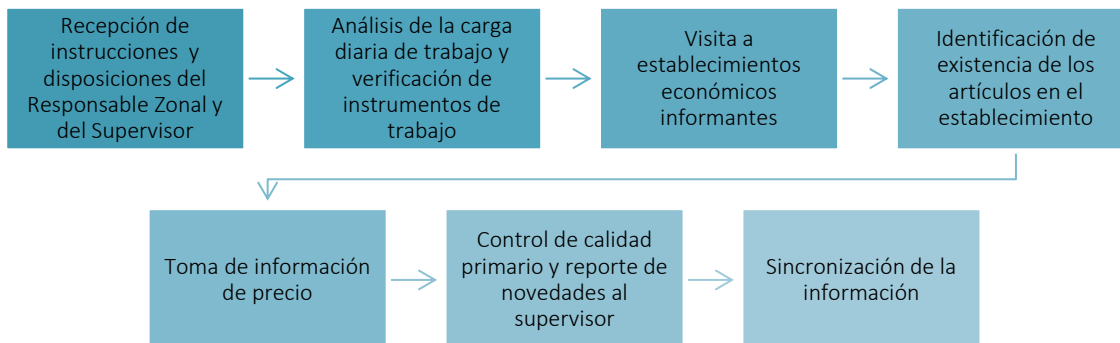 Recepción de
instrucciones y
disposiciones del
Responsable Zonal y
del Supervisor
Análisis de la carga
diaria de trabajo y
verificación de
instrumentos de
trabajo
Visita a
establecimientos
económicos
informantes
Identificación de
existencia de los
artículos en el
establecimiento
Toma de información
de precio
Control de calidad
primario y reporte de
novedades al
supervisor
Sincronización de la
información